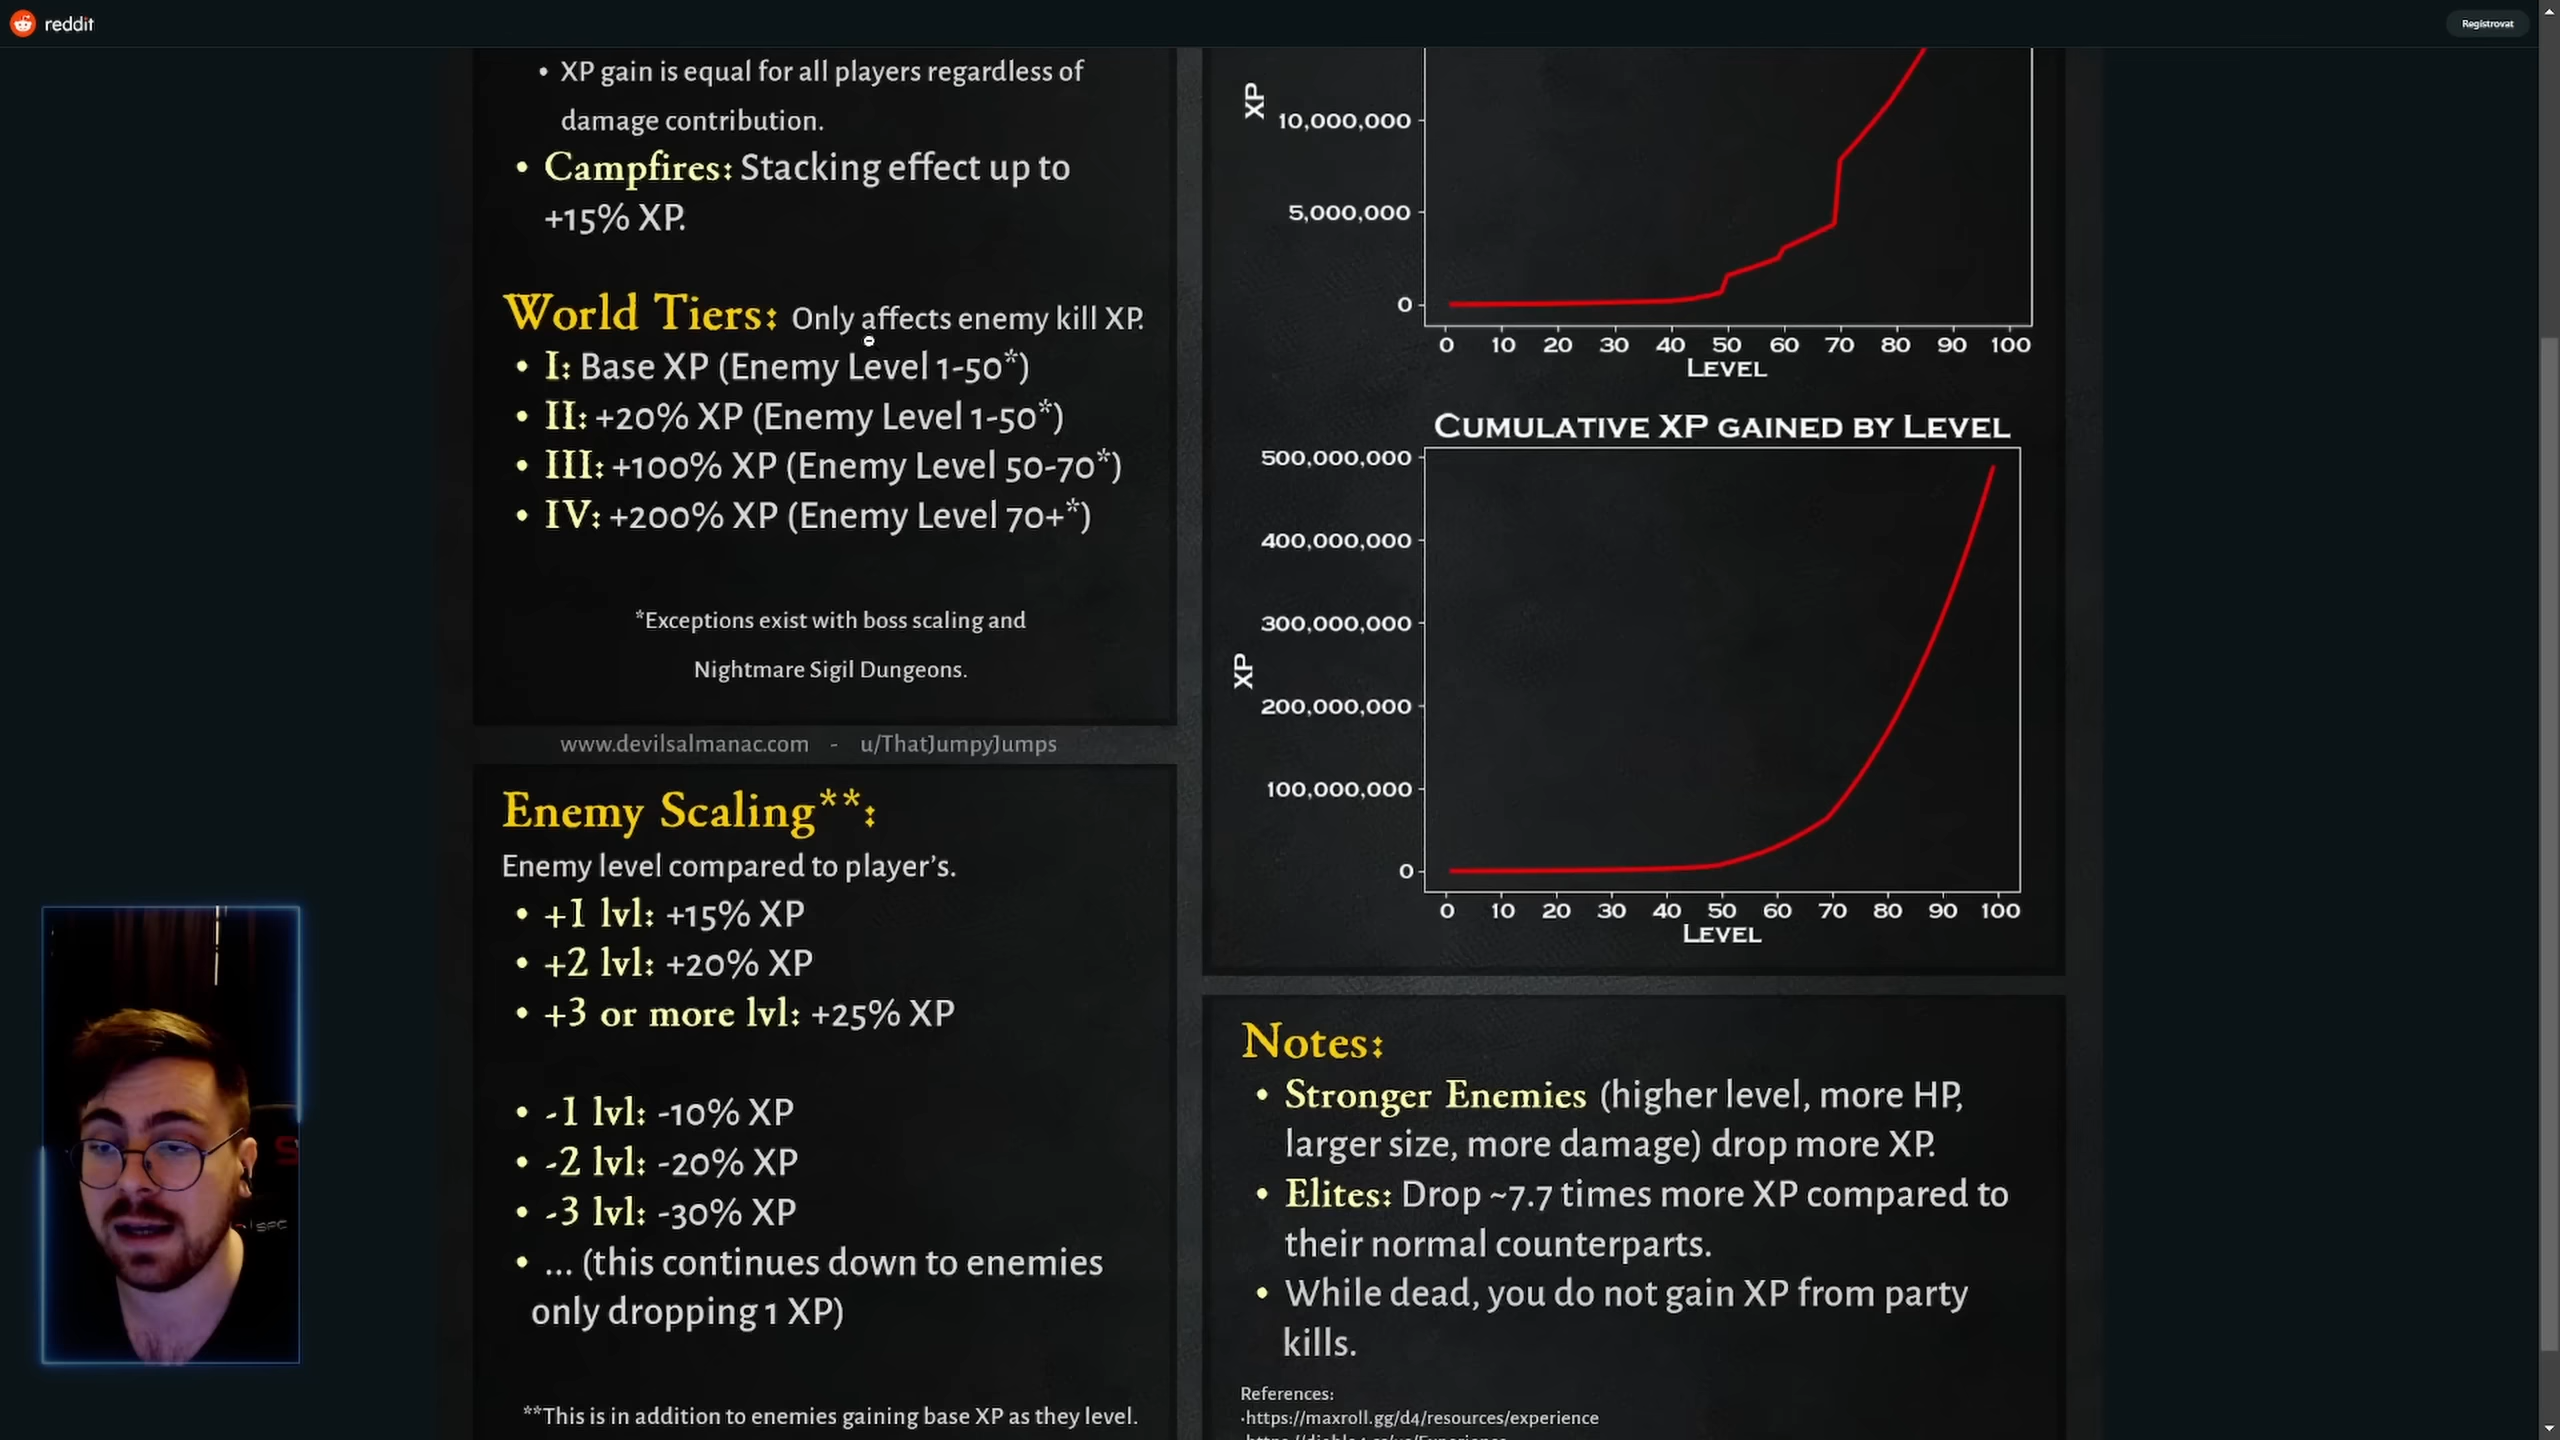 reddit
Registrovat
• XP gain is equal for all players regardless of
damage contribution.
• Campfires: Stacking effect up to
+15% XP.
World Tiers: Only affects enemy kill XP.
• I: Base XP (Enemy Level 1-50*)
• II: +20% XP (Enemy Level 1-50*)
• III: +100% XP (Enemy Level 50-70*)
• IV: +200% XP (Enemy Level 70+*)
*Exceptions exist with boss scaling and
Nightmare Sigil Dungeons.
www.devilsalmanac.com - u/ThatJumpyJumps
Enemy Scaling**:
Enemy level compared to player's.
• +1 lvl: +15% XP
• +2 lvl: +20% XP
• +3 or more lvl: +25% XP
• -1 lvl: -10% XP
• -2 lvl: -20% XP
• -3 lvl: -30% XP
• ... (this continues down to enemies
only dropping 1 XP)
**This is in addition to enemies gaining base XP as they level.
XP
10,000,000
5,000,000
0
0 10 20 30 40 50 60 70 80 90 100
LEVEL
CUMULATIVE XP GAINED BY LEVEL
500,000,000
400,000,000
300,000,000
XP
200,000,000
100,000,000
0
0 10 20 30 40 50 60 70 80 90 100
LEVEL
Notes:
• Stronger Enemies (higher level, more HP,
larger size, more damage) drop more XP.
• Elites: Drop ~7.7 times more XP compared to
their normal counterparts.
• While dead, you do not gain XP from party
kills.
References:
·https://maxroll.gg/d4/resources/experience